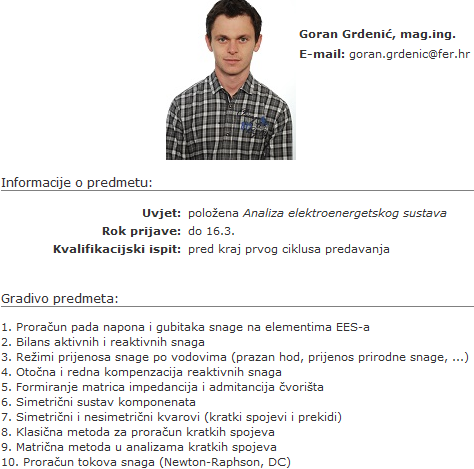 Goran Grdenić, mag.ing.
E-mail: goran.grdenic@fer.hr
Informacije o predmetu:
Uvjet: položena Analiza elektroenergetskog sustava
Rok prijave: do 16.3.
Kvalifikacijski ispit: pred kraj prvog ciklusa predavanja
Gradivo predmeta:
1. Proračun pada napona i gubitaka snage na elementima EES-a
2. Bilans aktivnih i reaktivnih snaga
3. Režimi prijenosa snage po vodovima (prazan hod, prijenos prirodne snage, ...)
4. Otočna i redna kompenzacija reaktivnih snaga
5. Formiranje matrica impedancija i admitancija čvorišta
6. Simetrični sustav komponenata
7. Simetrični i nesimetrični kvarovi (kratki spojevi i prekidi)
8. Klasična metoda za proračun kratkih spojeva
9. Matrična metoda u analizama kratkih spojeva
10. Proračun tokova snaga (Newton-Raphson, DC)